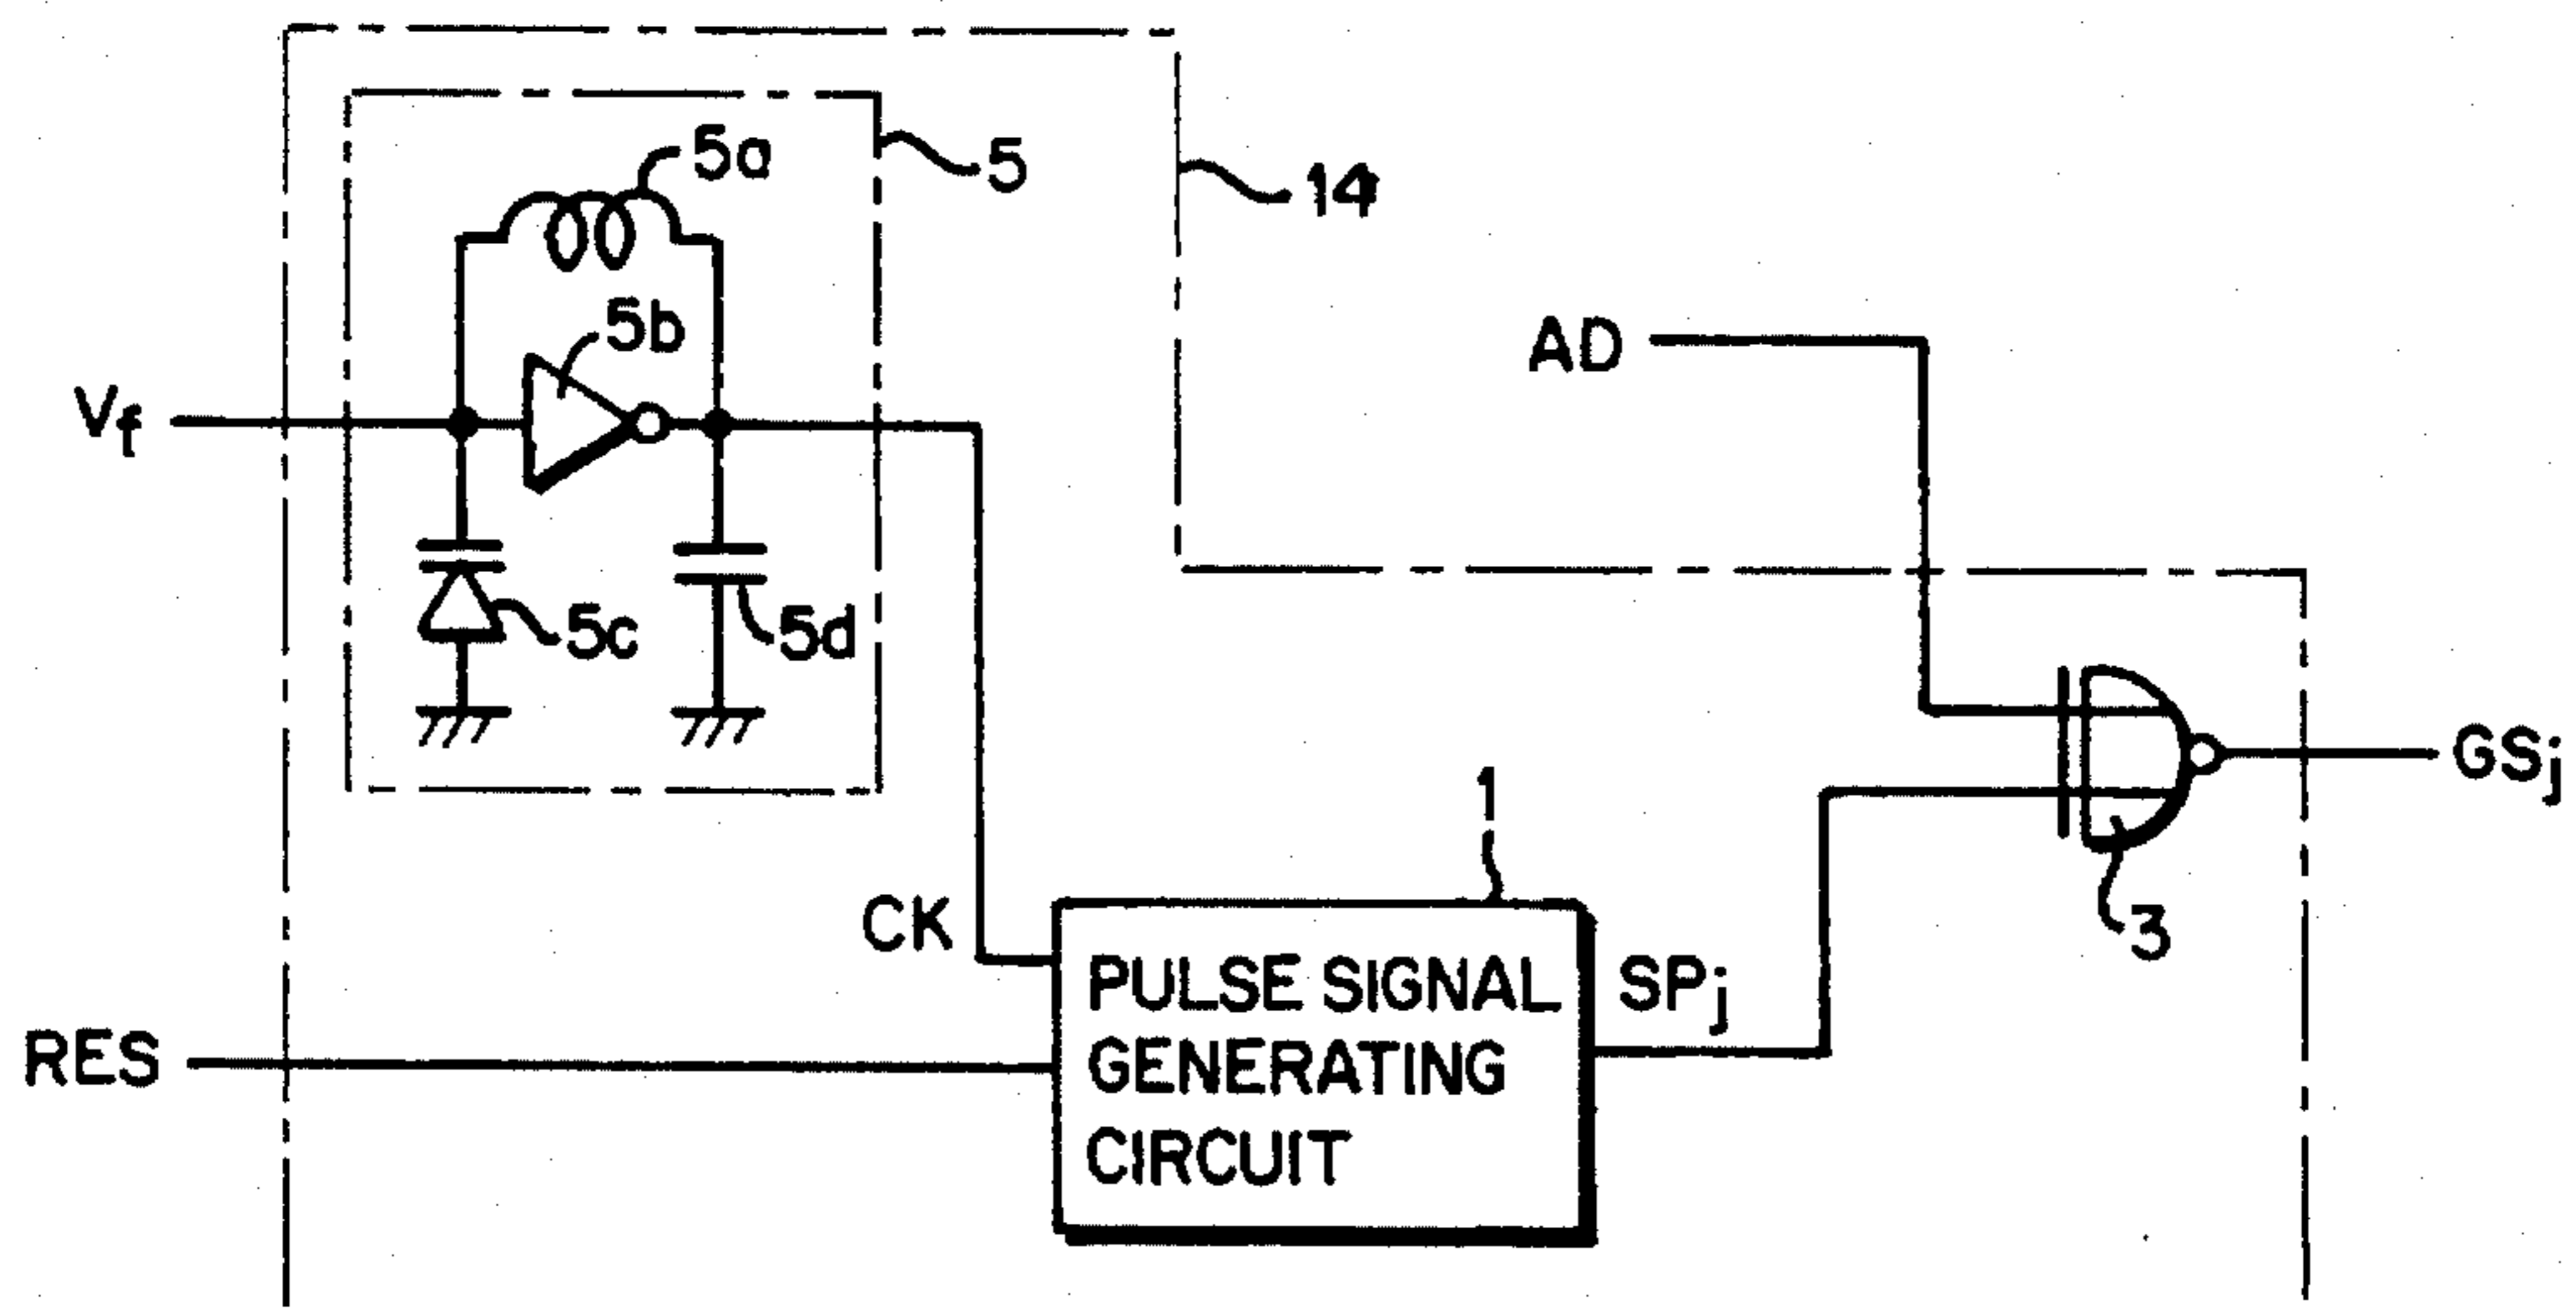 5a
5
14
5b
AD
Vf
5c
5d
GSj
1
CK
3
PULSE SIGNAL
GENERATING
CIRCUIT
SPj
RES